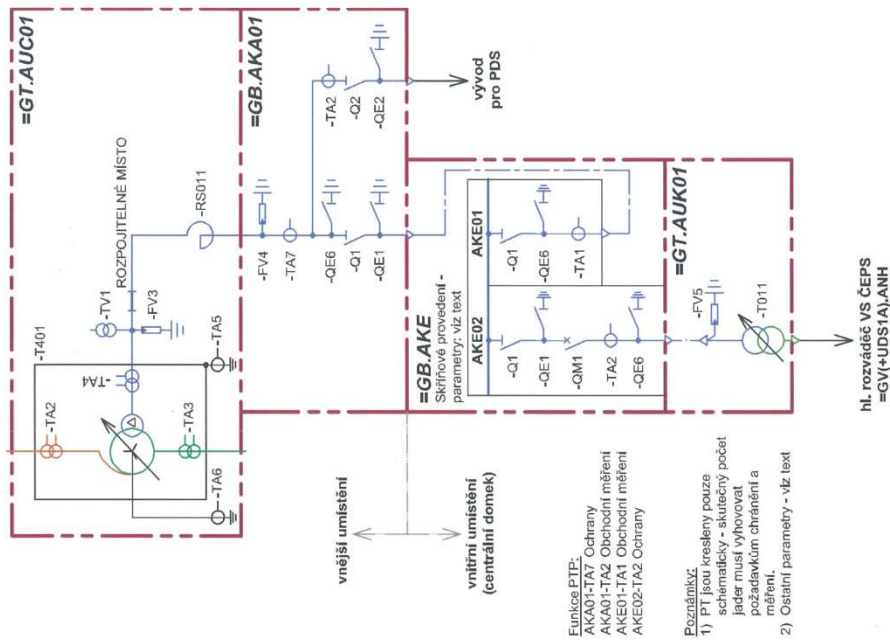 =GT.AUC01
-T401
-TA2
-TA3
-TA4
-TA5
-TA6
-TV1
-FV3
ROZPOJITELNÉ MÍSTO
-RS011
=GB.AKA01
-FV4
-TA7
-QE6
-Q1
-QE1
-TA2
-Q2
-QE2
vývod
pro PDS
vnější umístění
vnitřní umístění
(centrální domek)
=GB.AKE
Skříňové provedení -
parametry: viz text
AKE02
AKE01
-Q1
-QE1
-QM1
-TA2
-QE6
-Q1
-QE6
-TA1
=GT.AUK01
-FV5
-T011
hl. rozváděč VS ČEPS
=GV(+UDS1A).ANH
Funkce PTP:
AKA01-TA7 Ochrany
AKA01-TA2 Obchodní měření
AKE01-TA1 Obchodní měření
AKE02-TA2 Ochrany
Poznámky:
1) PT jsou kresleny pouze
schématicky - skutečný počet
jader musí vyhovovat
požadavkům chránění a
měření.
2) Ostatní parametry - viz text